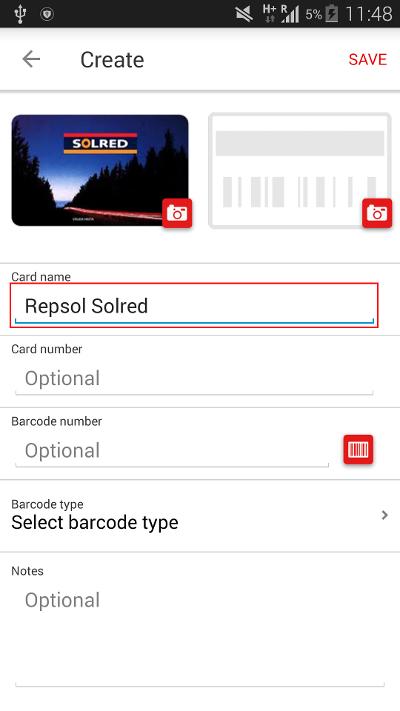 H+ R 5% 11:48
Create SAVE
SOLRED
Card name
Repsol Solred
Card number
Optional
Barcode number
Optional
Barcode type
Select barcode type
Notes
Optional